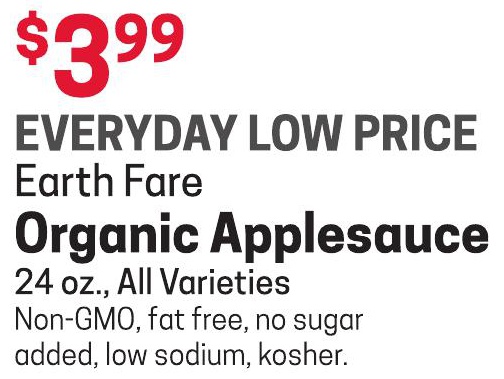 $3.99
EVERYDAY LOW PRICE
Earth Fare
Organic Applesauce
24 oz., All Varieties
Non-GMO, fat free, no sugar
added, low sodium, kosher.